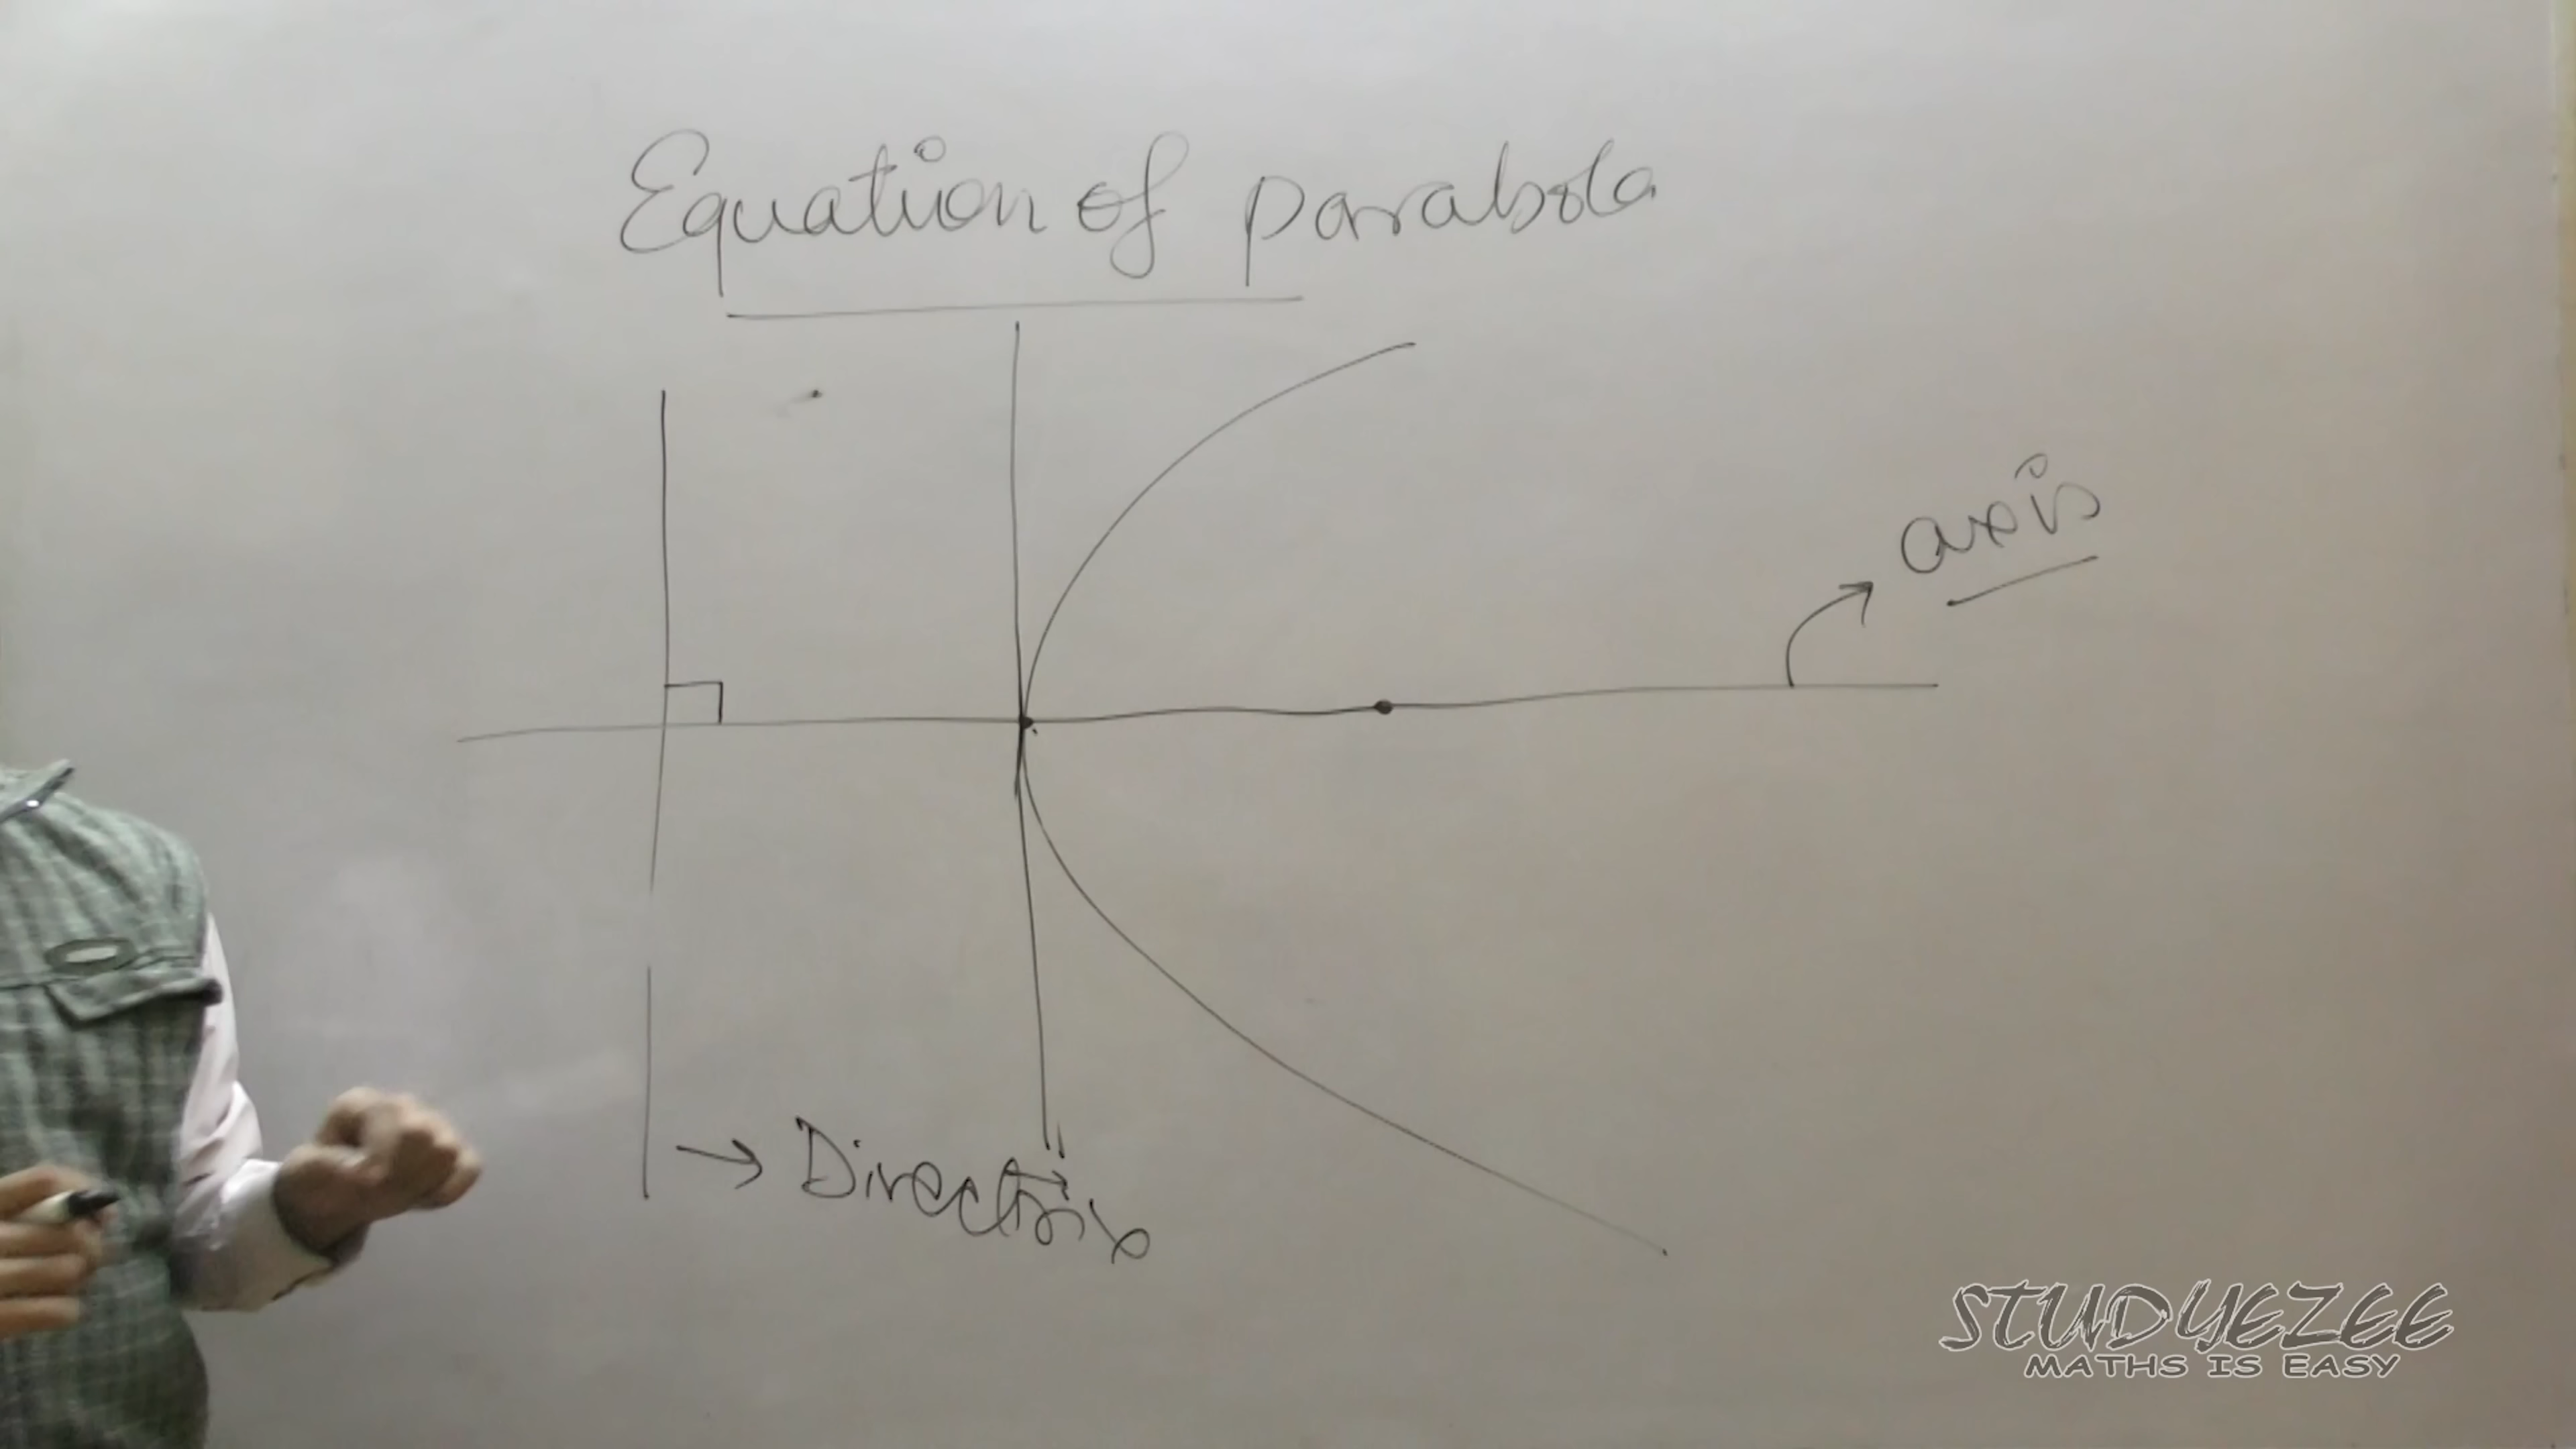 Equation of parabola
axis
Directrix
STUDYEZEE
MATHS IS EASY